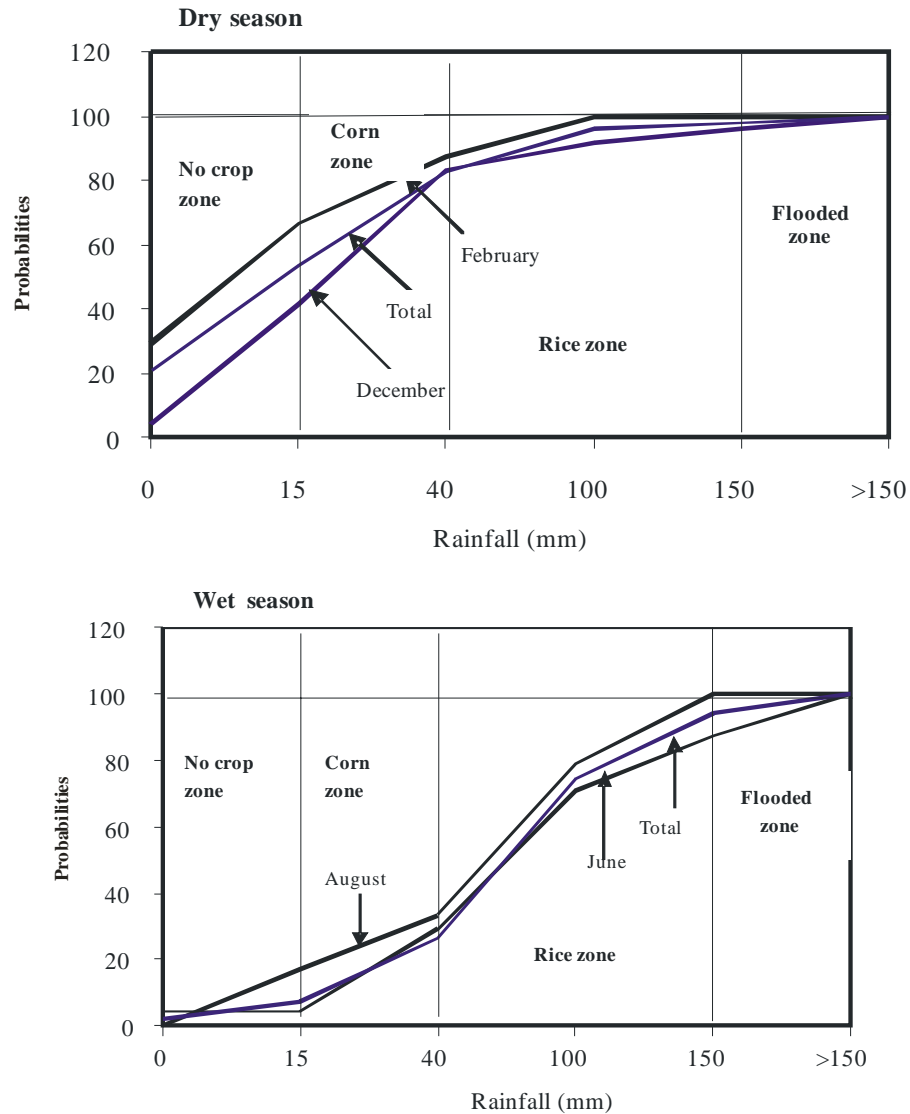 Dry season
120
100
80
60
40
20
0
Probabilities
No crop
zone
Corn
zone
Flooded
zone
February
Total
Rice zone
December
0 15 40 100 150 >150
Rainfall (mm)
Wet season
120
100
80
60
40
20
0
Probabilities
No crop
zone
Corn
zone
Flooded
zone
Total
June
August
Rice zone
0 15 40 100 150 >150
Rainfall (mm)